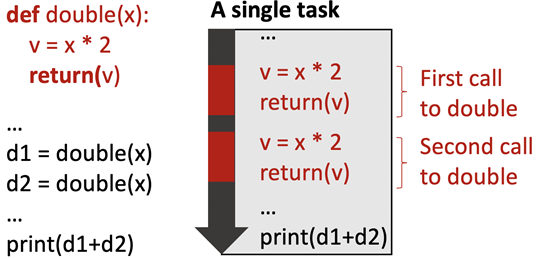 def double(x):
v = x * 2
return(v)
...
d1 = double(x)
d2 = double(x)
...
print(d1+d2)
A single task
...
v = x * 2
return(v)
v = x * 2
return(v)
...
print(d1+d2)
First call
to double
Second call
to double